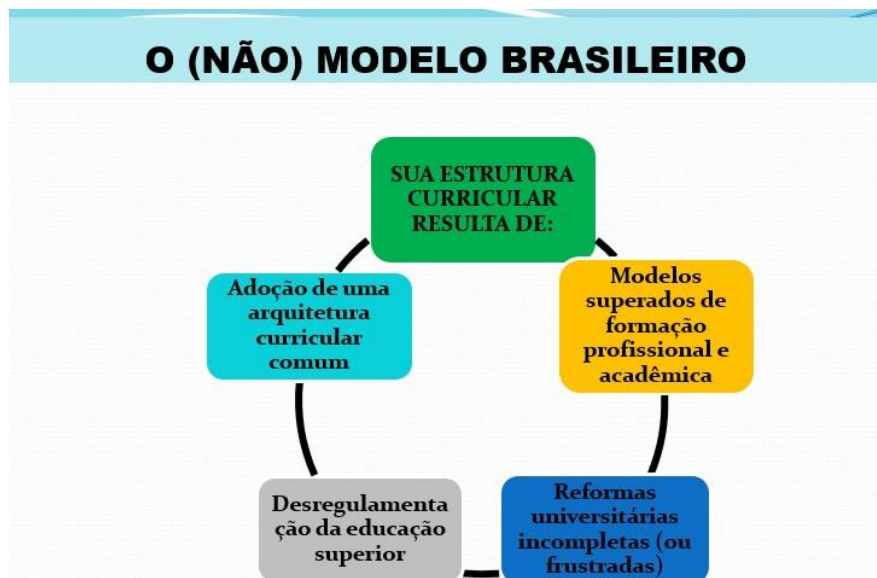 O (NÃO) MODELO BRASILEIRO
SUA ESTRUTURA
CURRICULAR
RESULTA DE:
Modelos
superados de
formação
profissional e
acadêmica
Reformas
universitárias
incompletas (ou
frustradas)
Desregulamenta
ção da educação
superior
Adoção de uma
arquitetura
curricular
comum